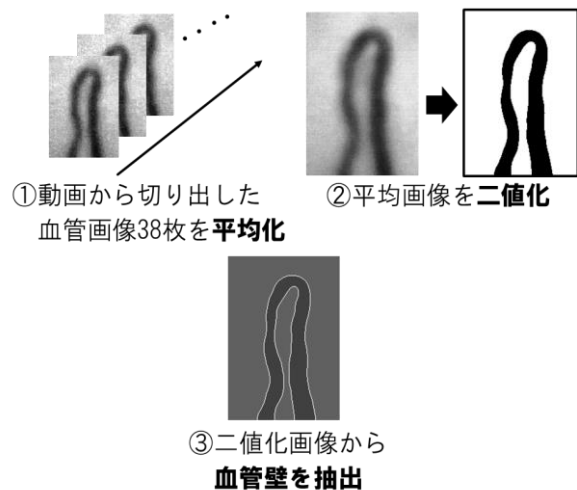 ①動画から切り出した
血管画像38枚を平均化
②平均画像を二値化
③二値化画像から
血管壁を抽出